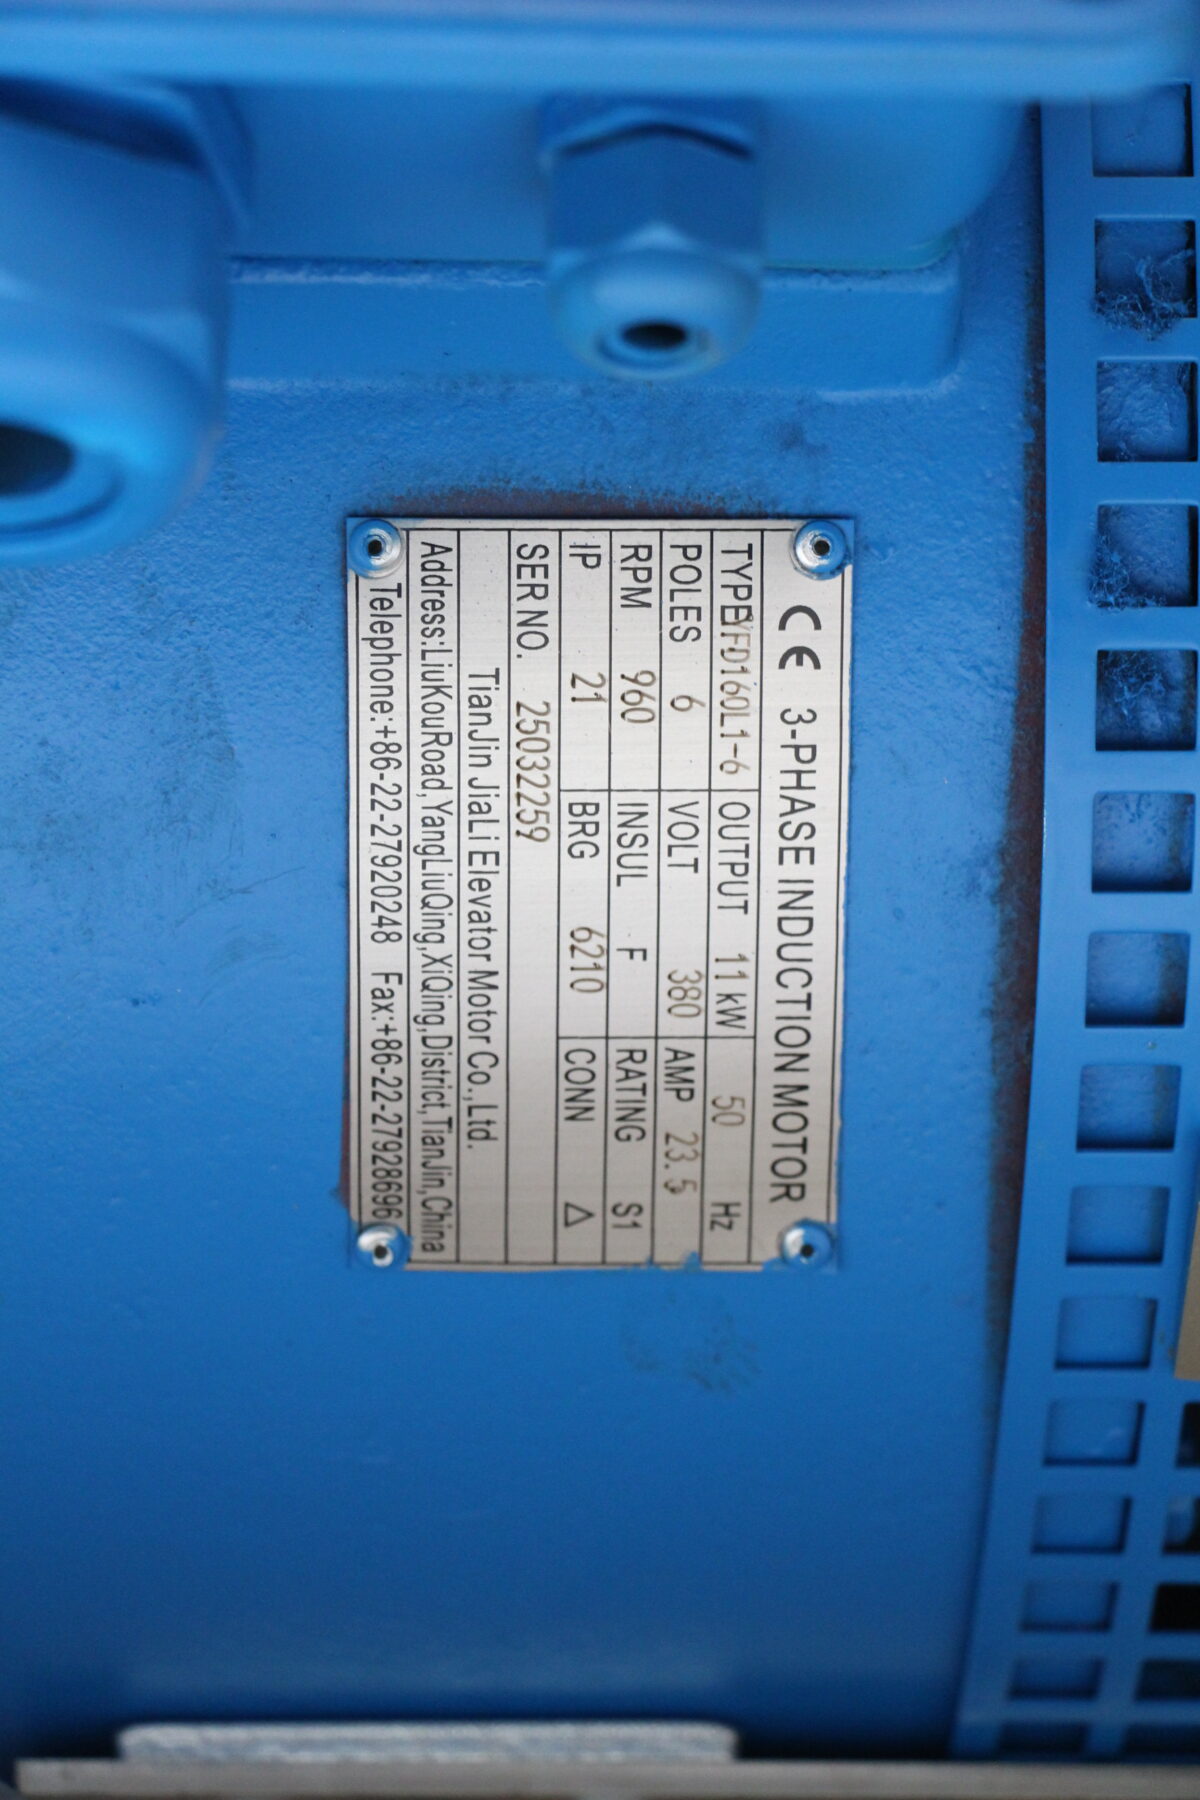 CE 3-PHASE INDUCTION MOTOR
TYPE YFD160L1-6 OUTPUT 11 kW 50 Hz
POLES 6 VOLT 380 AMP 23.5
RPM 960 INSUL F RATING S1
IP 21 BRG 6210 CONN △
SER NO. 25032259
TianJin JiaLi Elevator Motor Co.,Ltd.
Address:LiuKouRoad,YangLiuQing,XiQing,District,TianJin,China
Telephone:+86-22-27920248 Fax:+86-22-27928696